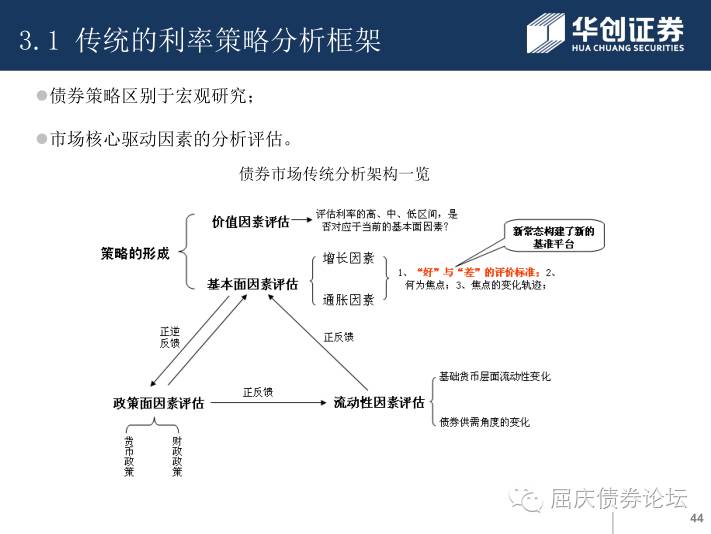 3.1 传统的利率策略分析框架
华创证券
HUA CHUANG SECURITIES
债券策略区别于宏观研究；
市场核心驱动因素的分析评估。
债券市场传统分析架构一览
策略的形成
价值因素评估
评估利率的高、中、低区间，是
否对应于当前的基本面因素？
新常态构建了新的
基准平台
基本面因素评估
增长因素
通胀因素
1、“好”与“差”的评价标准；2、
何为焦点；3、焦点的变化轨迹；
正逆
反馈
正反馈
政策面因素评估
正反馈
流动性因素评估
基础货币层面流动性变化
债券供需角度的变化
货币政策
财政政策
屈庆债券论坛
44